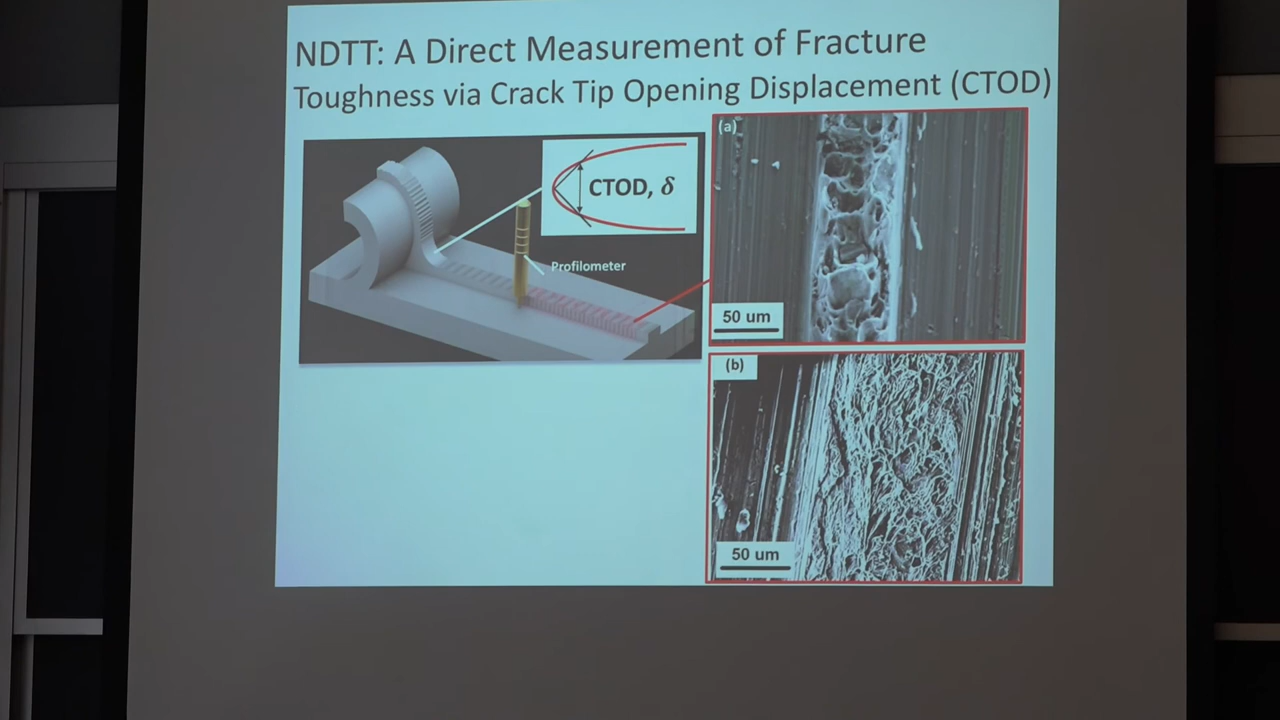 NDTT: A Direct Measurement of Fracture
Toughness via Crack Tip Opening Displacement (CTOD)
CTOD, δ
Profilometer
(a)
50 um
(b)
50 um